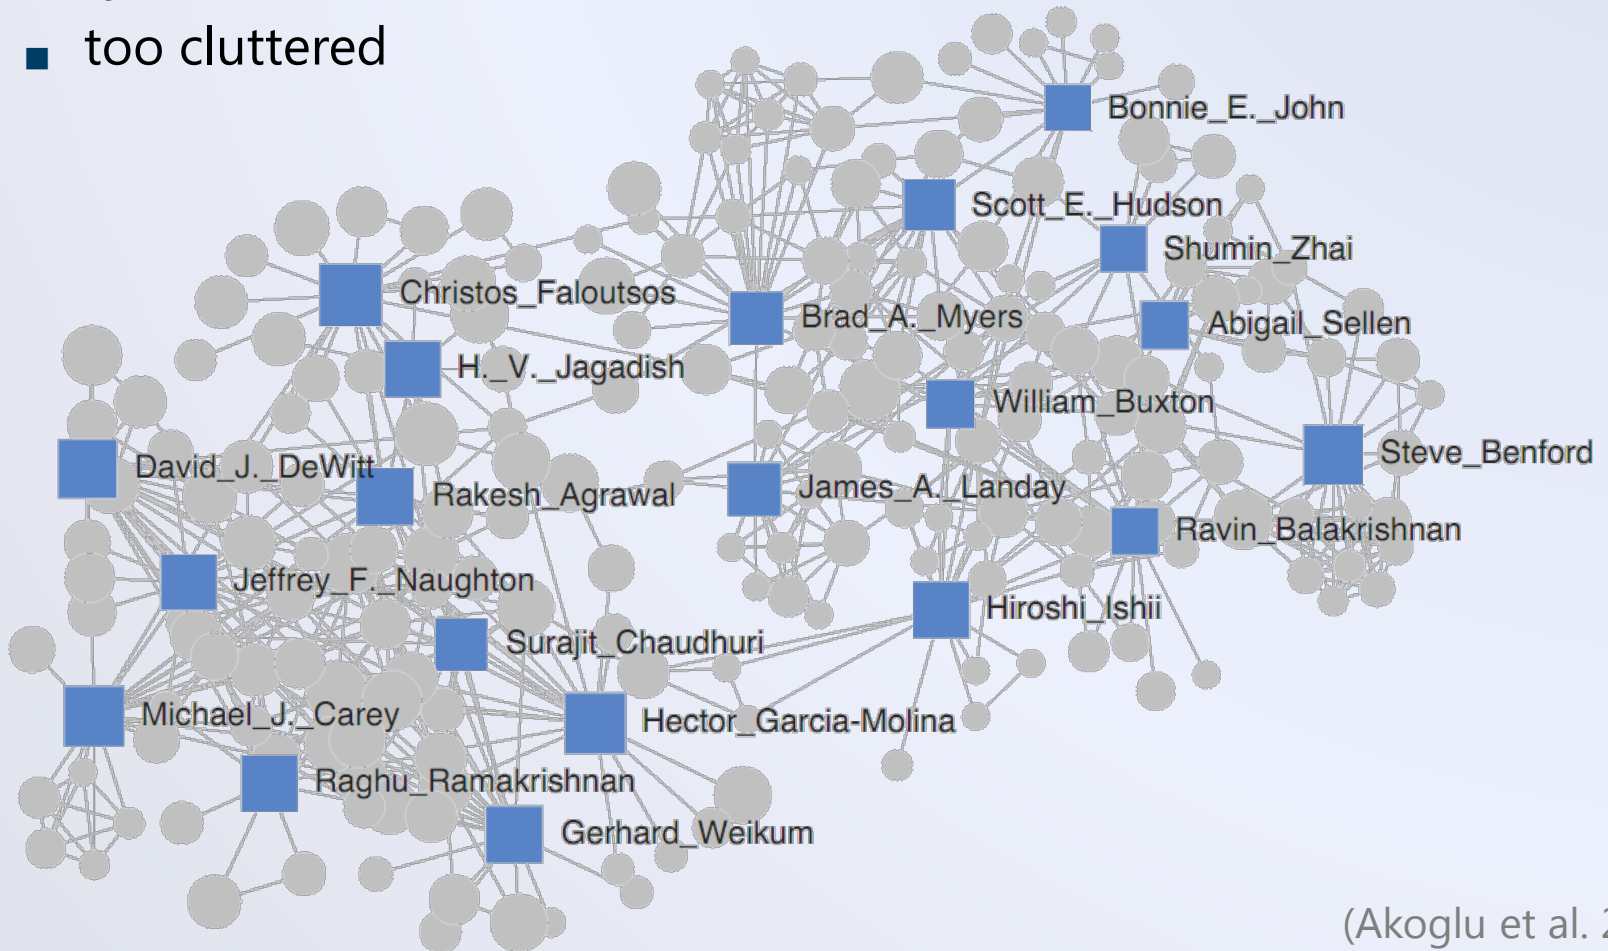 ■ too cluttered
Bonnie_E._John
Scott_E._Hudson
Shumin_Zhai
Christos_Faloutsos
Brad_A._Myers
Abigail_Sellen
H._V._Jagadish
William_Buxton
Steve_Benford
David_J._DeWitt
Rakesh_Agrawal
James_A._Landay
Ravin_Balakrishnan
Jeffrey_F._Naughton
Hiroshi_Ishii
Surajit_Chaudhuri
Michael_J._Carey
Hector_Garcia-Molina
Raghu_Ramakrishnan
Gerhard_Weikum
(Akoglu et al.